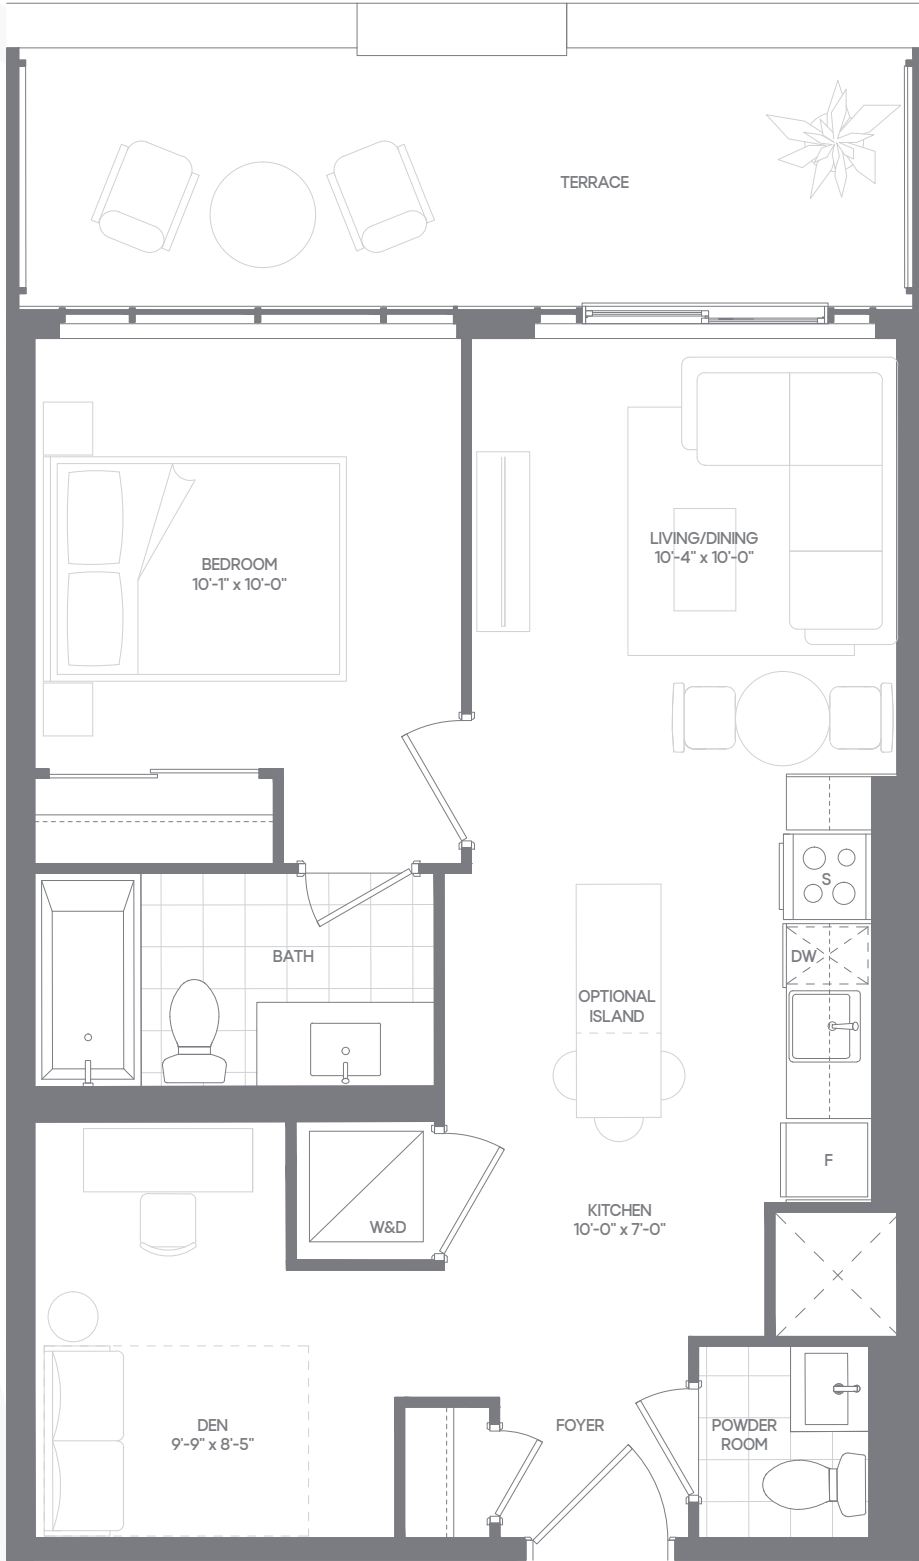 TERRACE
BEDROOM
10'-1" x 10'-0"
LIVING/DINING
10'-4" x 10'-0"
S
DW
BATH
OPTIONAL
ISLAND
F
KITCHEN
10'-0" x 7'-0"
W&D
DEN
9'-9" x 8'-5"
FOYER
POWDER
ROOM